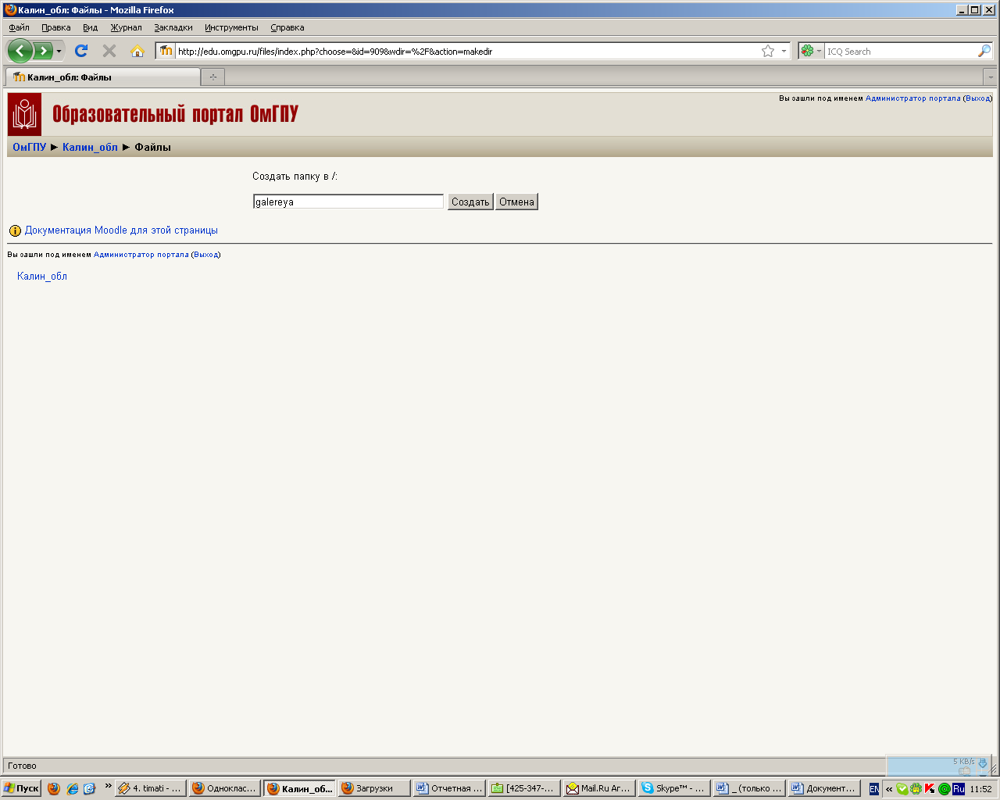 Калин_обл: Файлы - Mozilla Firefox
Файл Правка Вид Журнал Закладки Инструменты Справка
http://edu.omgpu.ru/files/index.php?choose=&id=909&wdir=%2F&action=makedir
ICQ Search
Калин_обл: Файлы
Образовательный портал ОмГПУ
Вы зашли под именем Администратор портала (Выход)
ОмГПУ ► Калин_обл ► Файлы
Создать папку в /:
galereya Создать Отмена
Документация Moodle для этой страницы
Вы зашли под именем Администратор портала (Выход)
Калин_обл
Готово
5 KB/s
Пуск » 4. timati - ... Одноклас... Калин_об... Загрузки Отчетная ... [425-347-... Mail.Ru Аг... Skype™ - ... _ (только ... Документ... EN « Ru 11:52